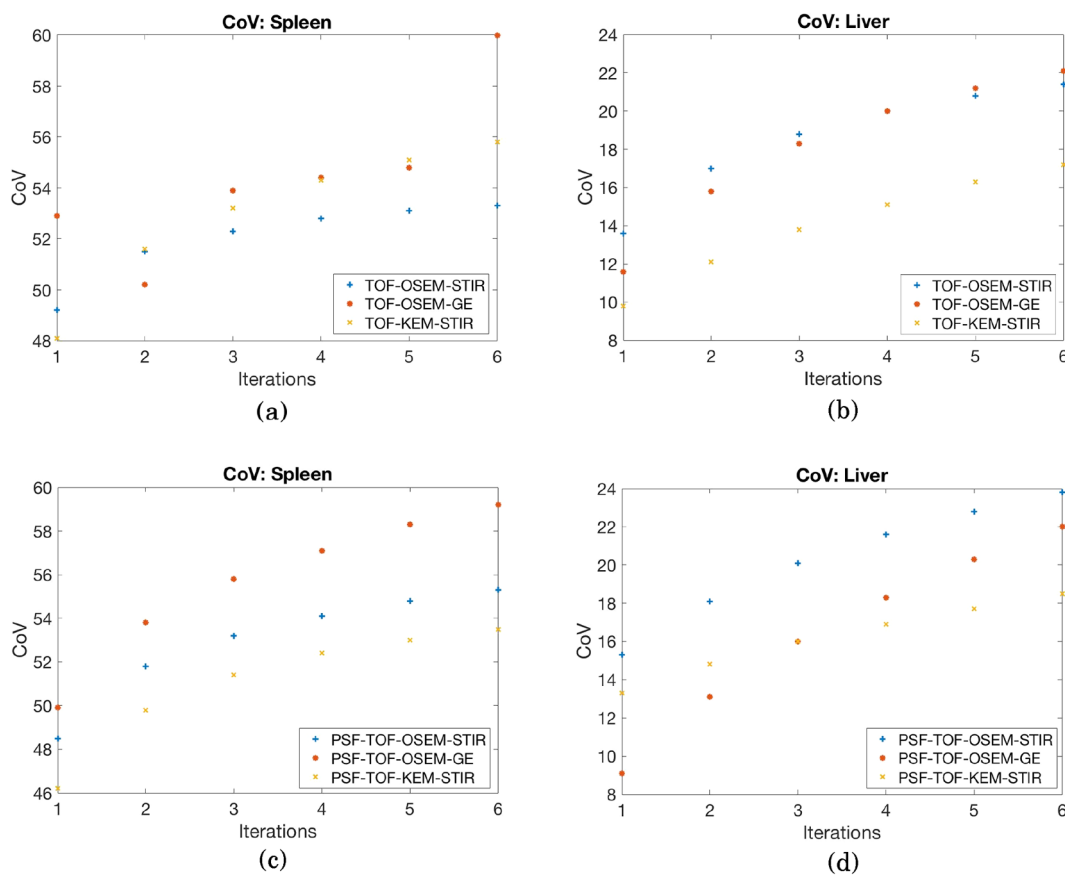 CoV: Spleen
60
58
56
54
52
50
48
CoV
1 2 3 4 5 6
Iterations
TOF-OSEM-STIR
TOF-OSEM-GE
TOF-KEM-STIR
(a)
CoV: Liver
24
22
20
18
16
14
12
10
8
CoV
1 2 3 4 5 6
Iterations
TOF-OSEM-STIR
TOF-OSEM-GE
TOF-KEM-STIR
(b)
CoV: Spleen
60
58
56
54
52
50
48
46
CoV
1 2 3 4 5 6
Iterations
PSF-TOF-OSEM-STIR
PSF-TOF-OSEM-GE
PSF-TOF-KEM-STIR
(c)
CoV: Liver
24
22
20
18
16
14
12
10
8
CoV
1 2 3 4 5 6
Iterations
PSF-TOF-OSEM-STIR
PSF-TOF-OSEM-GE
PSF-TOF-KEM-STIR
(d)